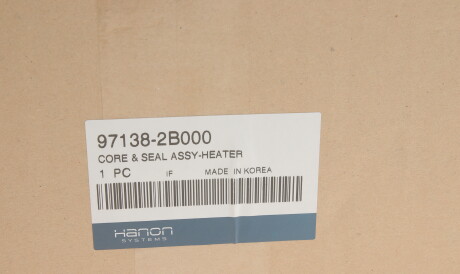 97138-2B000
CORE & SEAL ASSY-HEATER
1 PC IF MADE IN KOREA
Hanon
SYSTEMS